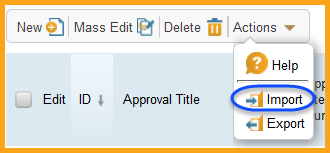 New Mass Edit Delete Actions
Help
Edit ID Approval Title
Import
Export